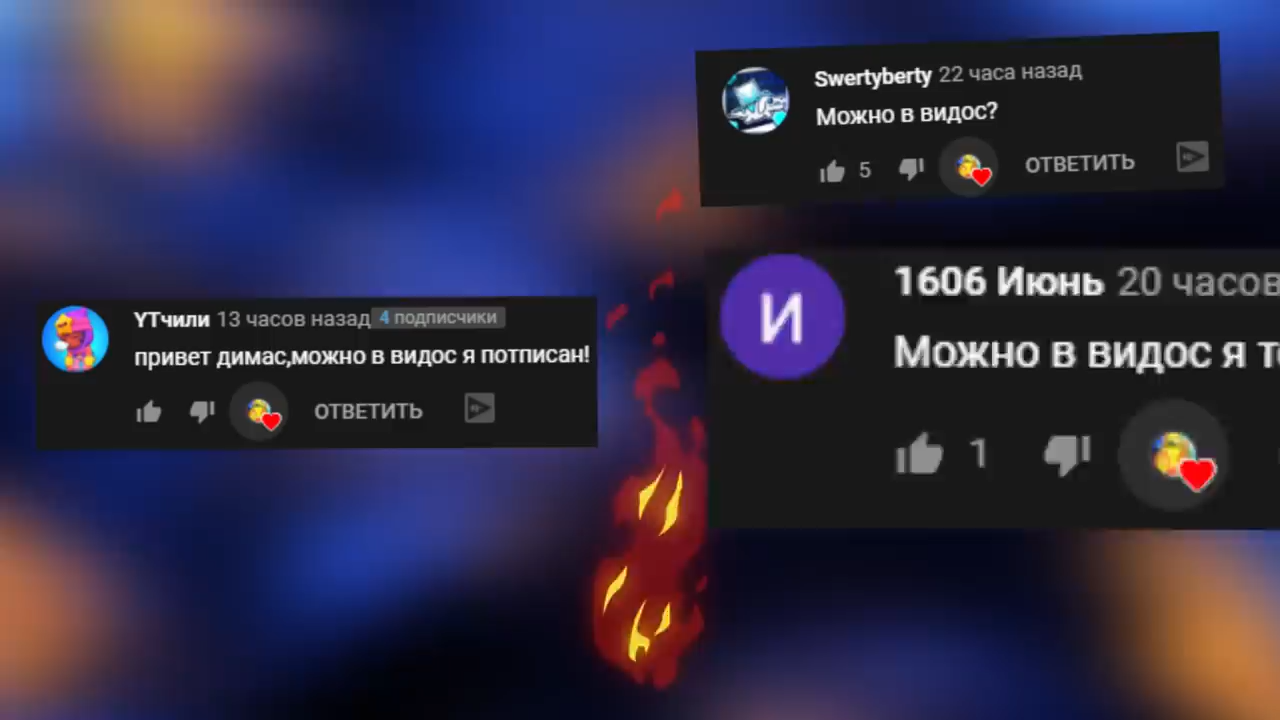 Swertyberty 22 часа назад
Можно в видос?
5 ОТВЕТИТЬ
YTчили 13 часов назад 4 подписчики
привет димас,можно в видос я потписан!
ОТВЕТИТЬ
И
1606 Июнь 20 часов
Можно в видос я
1